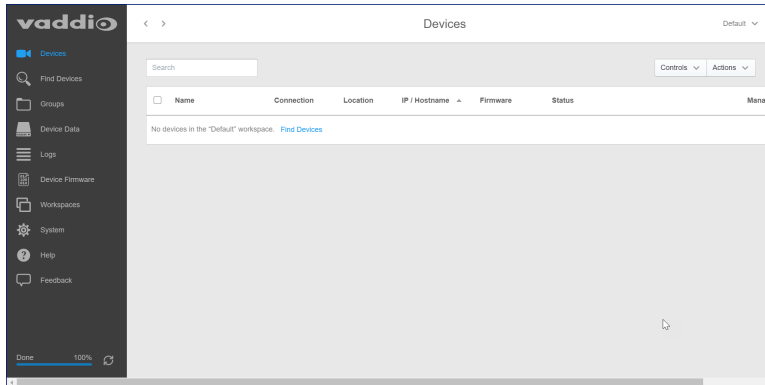 vaddio
Devices
Find Devices
Groups
Device Data
Logs
Device Firmware
Workspaces
System
Help
Feedback
Done 100%
< > Devices Default
Search Controls Actions
Name Connection Location IP / Hostname Firmware Status Mana
No devices in the "Default" workspace. Find Devices